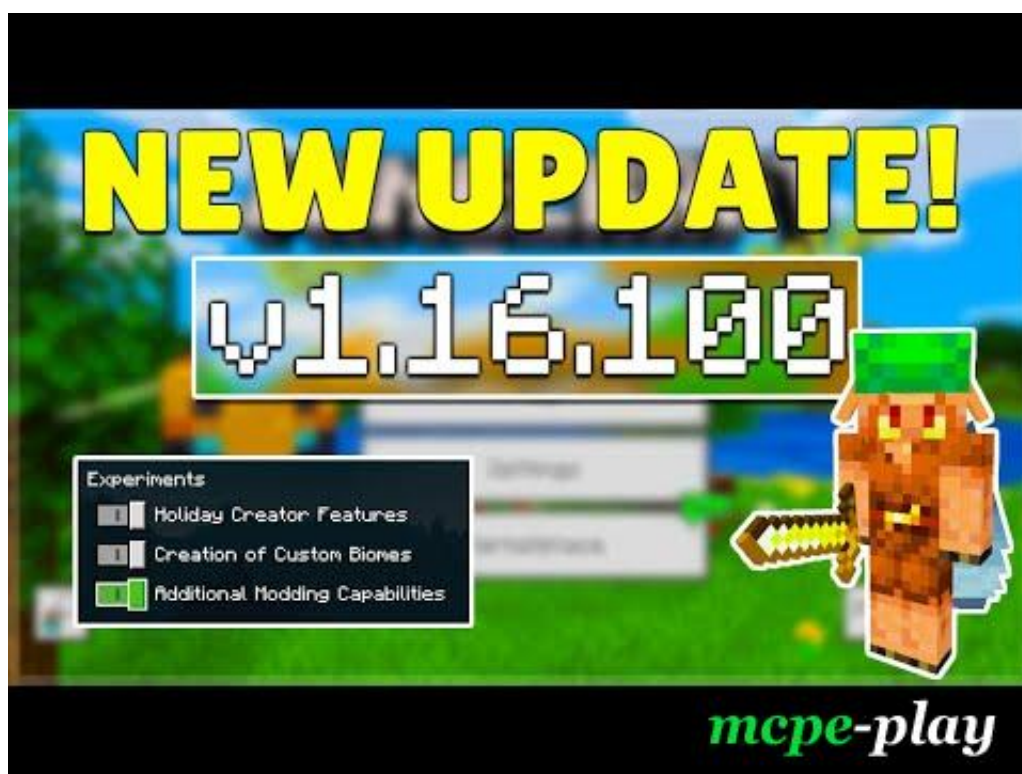 NEW UPDATE!
v1.16.100
Experiments
Holiday Creator Features
Creation of Custom Biomes
Additional Modding Capabilities
mcpe-play